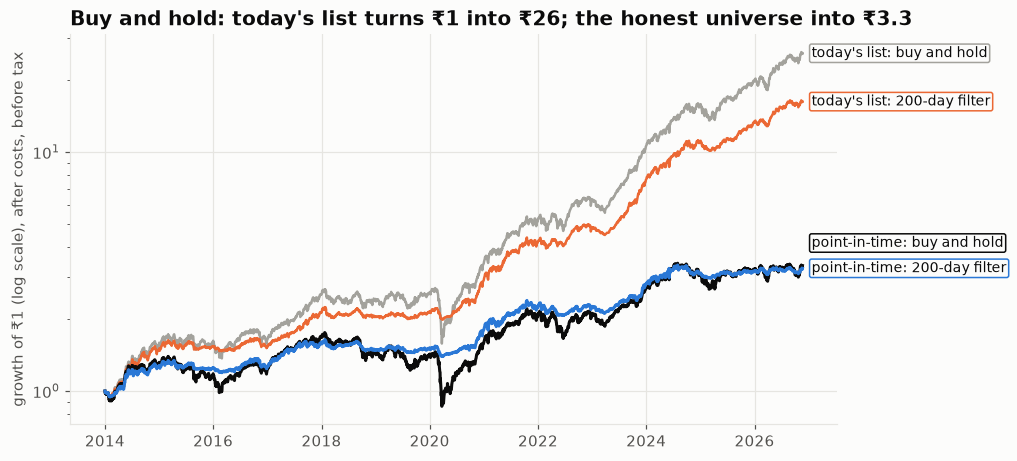 Buy and hold: today's list turns ₹1 into ₹26; the honest universe into ₹3.3
growth of ₹1 (log scale), after costs, before tax
10¹
10⁰
today's list: buy and hold
today's list: 200-day filter
point-in-time: buy and hold
point-in-time: 200-day filter
2014 2016 2018 2020 2022 2024 2026